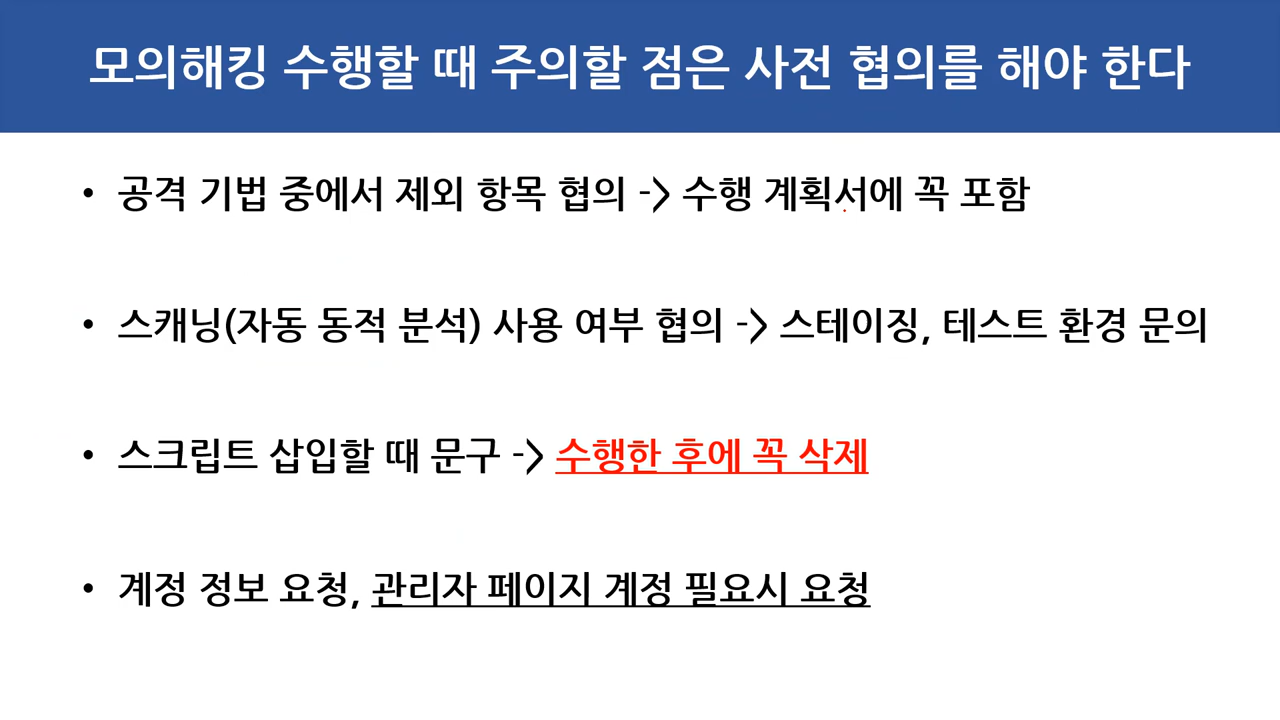 모의해킹 수행할 때 주의할 점은 사전 협의를 해야 한다
• 공격 기법 중에서 제외 항목 협의 -> 수행 계획서에 꼭 포함
• 스캐닝(자동 동적 분석) 사용 여부 협의 -> 스테이징, 테스트 환경 문의
• 스크립트 삽입할 때 문구 -> 수행한 후에 꼭 삭제
• 계정 정보 요청, 관리자 페이지 계정 필요시 요청